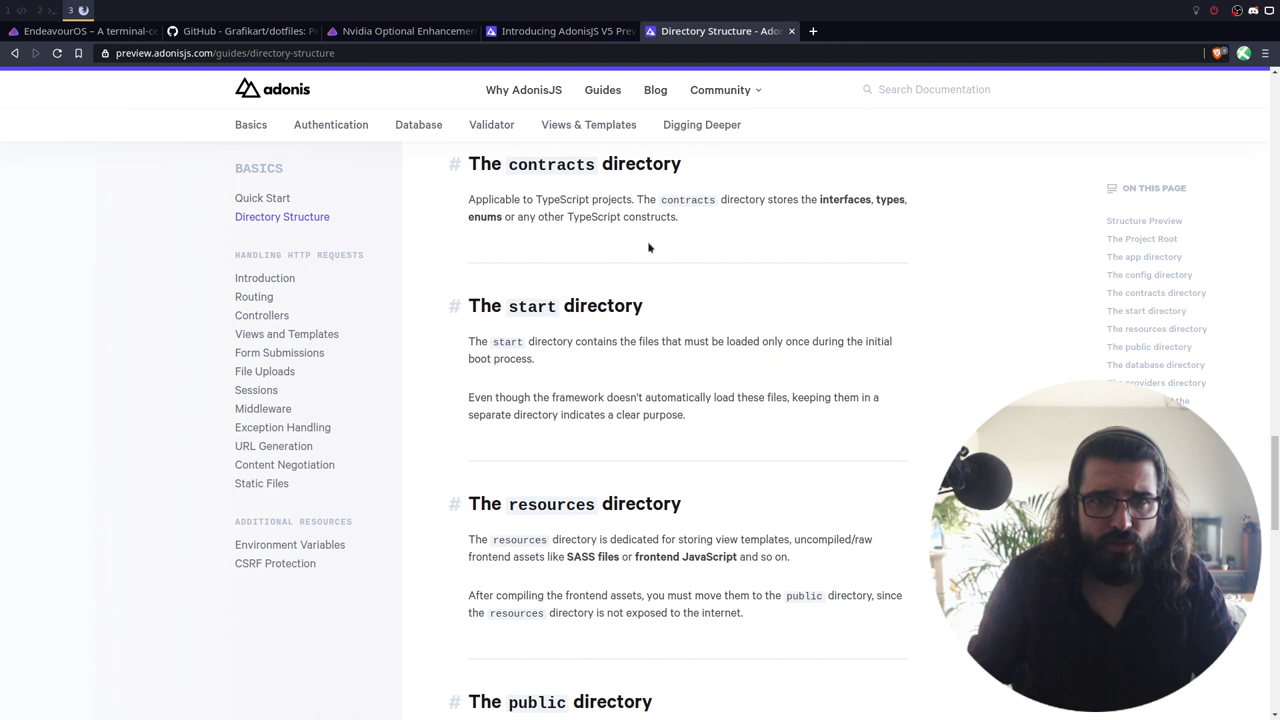 1
2
3
EndeavourOS – A terminal-ce
GitHub - Grafikart/dotfiles: Pr
Nvidia Optional Enhancemen
Introducing AdonisJS V5 Prev
Directory Structure - Ado
preview.adonisjs.com/guides/directory-structure
adonis
Why AdonisJS
Guides
Blog
Community
Search Documentation
Basics
Authentication
Database
Validator
Views & Templates
Digging Deeper
BASICS
Quick Start
Directory Structure
HANDLING HTTP REQUESTS
Introduction
Routing
Controllers
Views and Templates
Form Submissions
File Uploads
Sessions
Middleware
Exception Handling
URL Generation
Content Negotiation
Static Files
ADDITIONAL RESOURCES
Environment Variables
CSRF Protection
# The contracts directory
Applicable to TypeScript projects. The contracts directory stores the interfaces, types,
enums or any other TypeScript constructs.
# The start directory
The start directory contains the files that must be loaded only once during the initial
boot process.
Even though the framework doesn't automatically load these files, keeping them in a
separate directory indicates a clear purpose.
# The resources directory
The resources directory is dedicated for storing view templates, uncompiled/raw
frontend assets like SASS files or frontend JavaScript and so on.
After compiling the frontend assets, you must move them to the public directory, since
the resources directory is not exposed to the internet.
# The public directory
ON THIS PAGE
Structure Preview
The Project Root
The app directory
The config directory
The contracts directory
The start directory
The resources directory
The public directory
The database directory
The providers directory
the